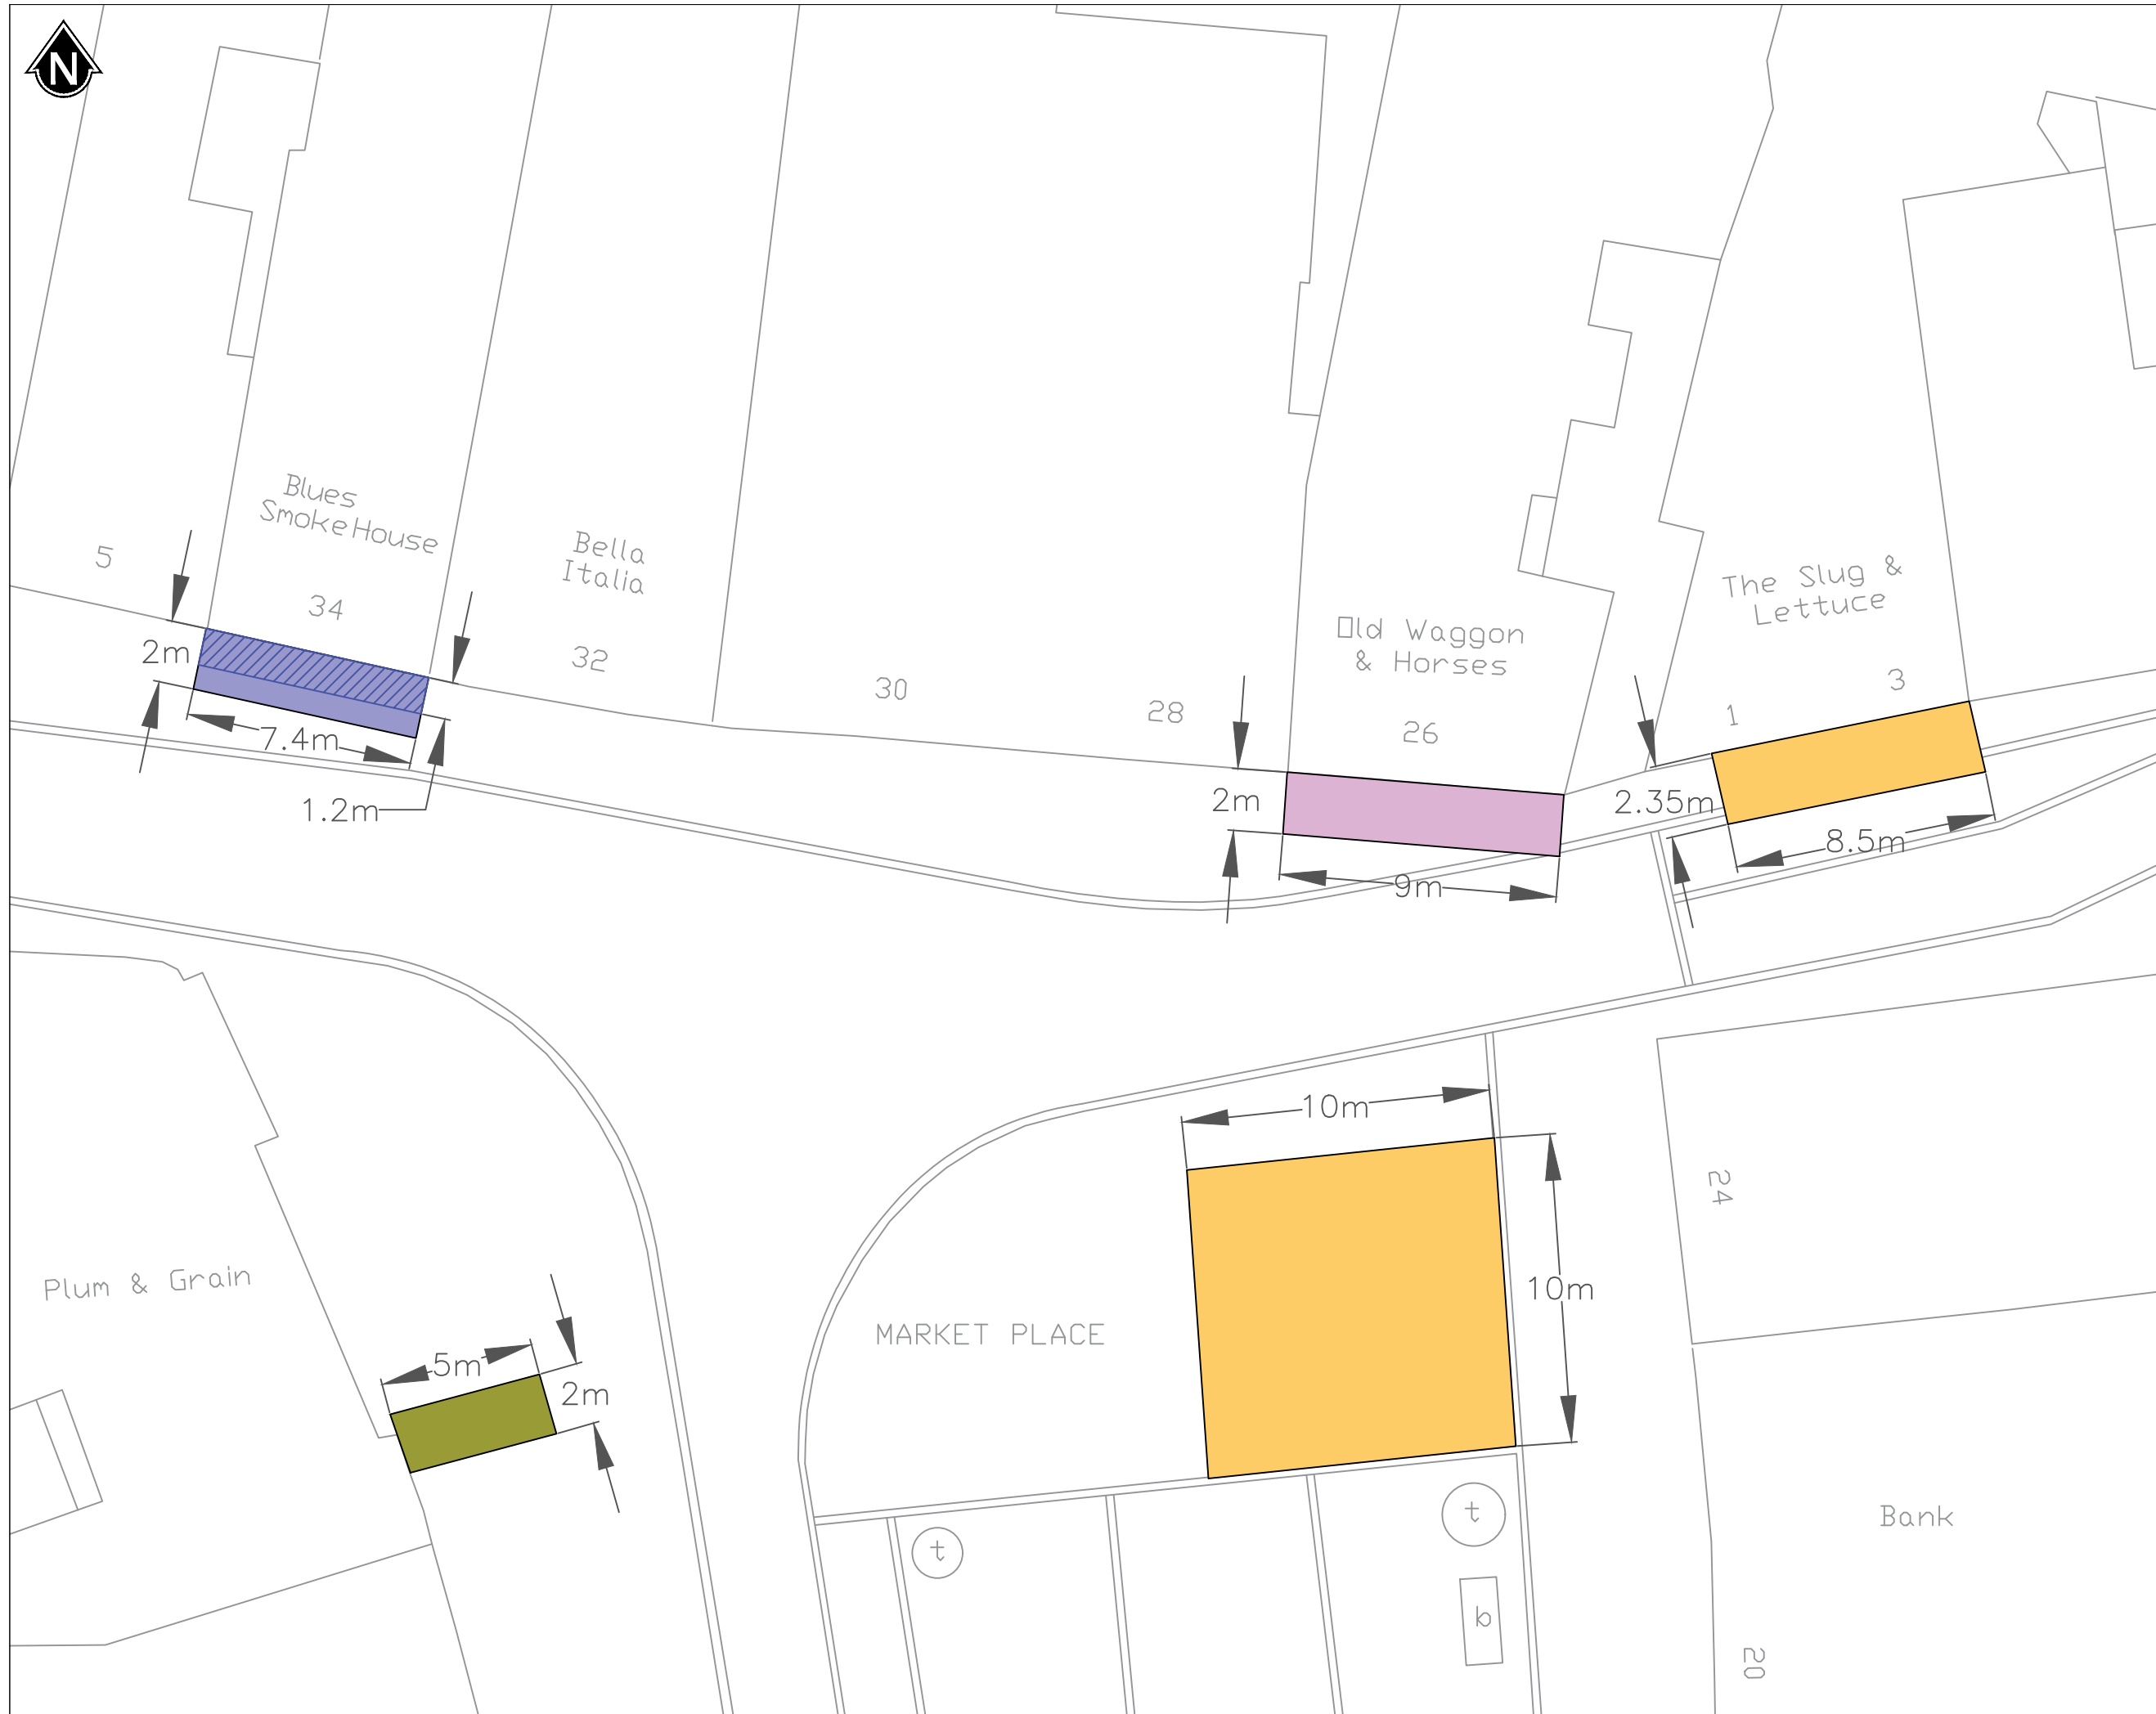 N
Blues
SmokeHouse
5
34
Bella
Italia
32
30
28
Old Waggon
& Horses
26
The Slug &
Lettuce
1
3
2m
7.4m
1.2m
2m
9m
2.35m
8.5m
10m
10m
24
MARKET PLACE
Plum & Grain
5m
2m
t
t
b
Bank
20